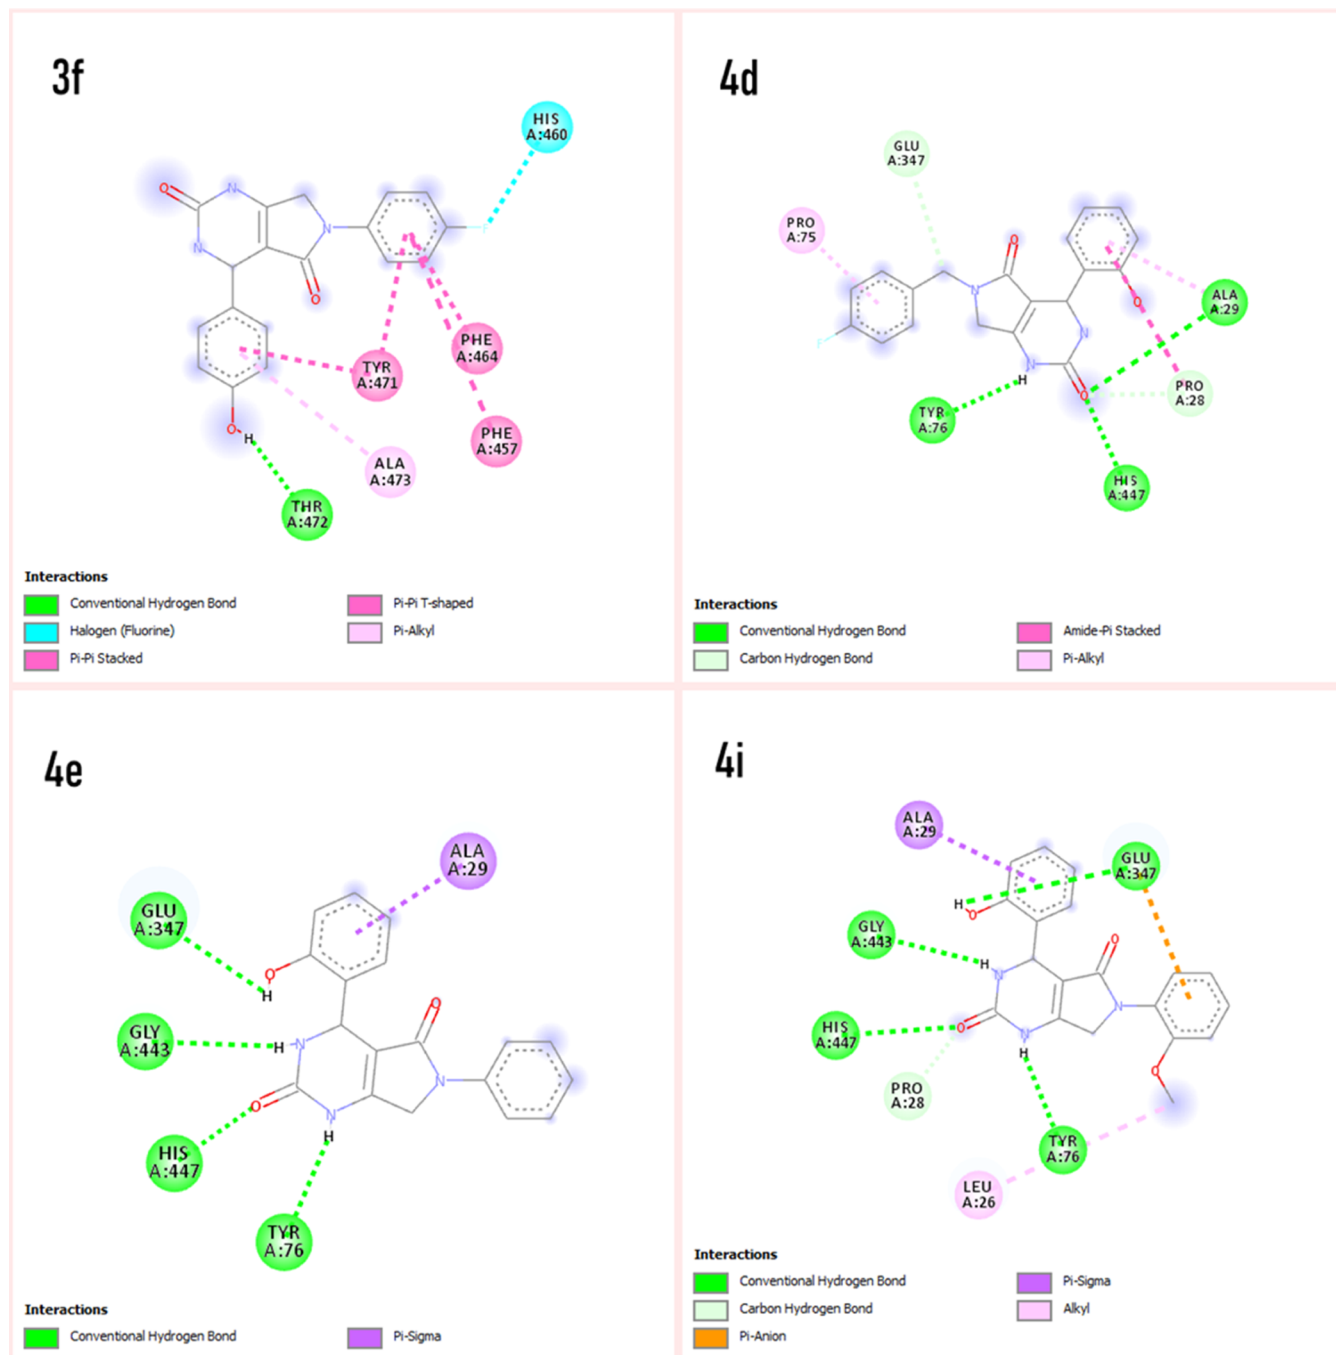 3f
HIS
A:460
O
N
N
N
F
O
PHE
A:464
TYR
A:471
O
H
PHE
A:457
ALA
A:473
THR
A:472
Interactions
Conventional Hydrogen Bond
Halogen (Fluorine)
Pi-Pi Stacked
Pi-Pi T-shaped
Pi-Alkyl
4d
GLU
A:347
PRO
A:75
O
N
F
O
N
N
H
O
ALA
A:29
PRO
A:28
TYR
A:76
HIS
A:447
Interactions
Conventional Hydrogen Bond
Carbon Hydrogen Bond
Amide-Pi Stacked
Pi-Alkyl
4e
ALA
A:29
GLU
A:347
O
H
GLY
A:443
H
N
O
N
O
N
H
HIS
A:447
TYR
A:76
Interactions
Conventional Hydrogen Bond
Pi-Sigma
4i
ALA
A:29
GLU
A:347
H
O
GLY
A:443
H
N
O
N
HIS
A:447
O
N
H
O
PRO
A:28
TYR
A:76
LEU
A:26
Interactions
Conventional Hydrogen Bond
Carbon Hydrogen Bond
Pi-Anion
Pi-Sigma
Alkyl